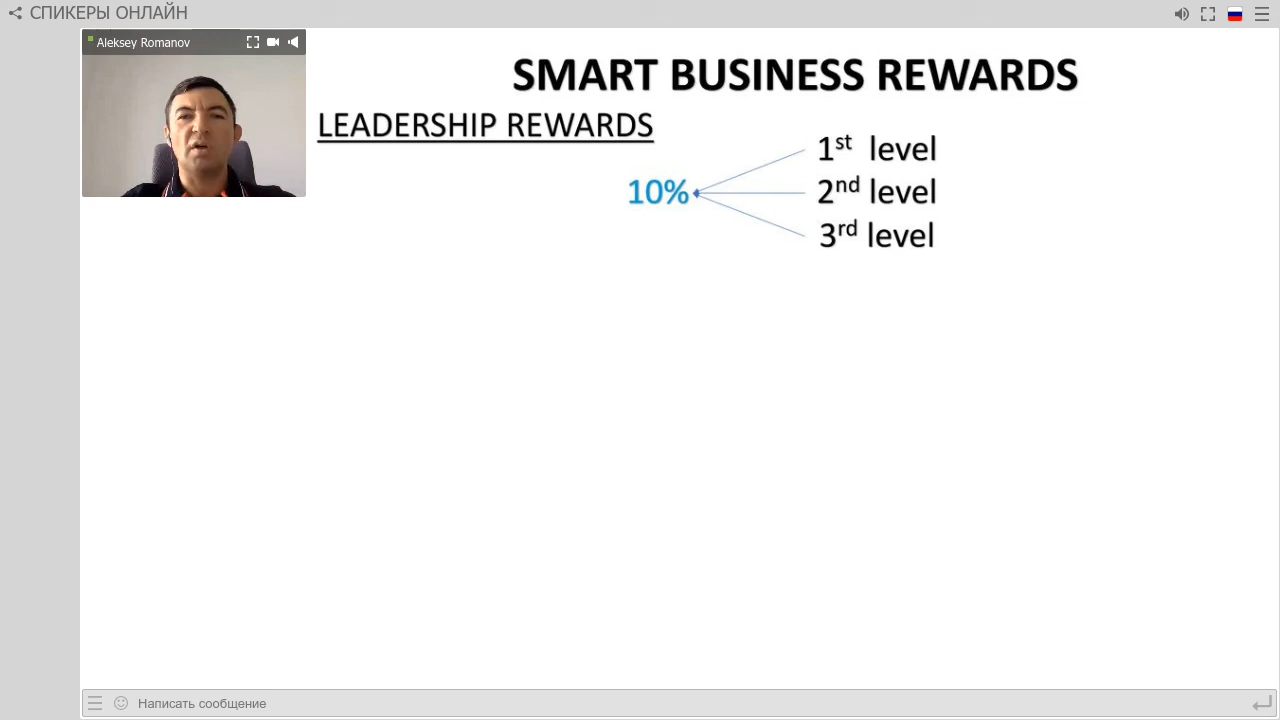 СПИКЕРЫ ОНЛАЙН
Aleksey Romanov
SMART BUSINESS REWARDS
LEADERSHIP REWARDS
1st level
10%
2nd level
3rd level
Написать сообщение